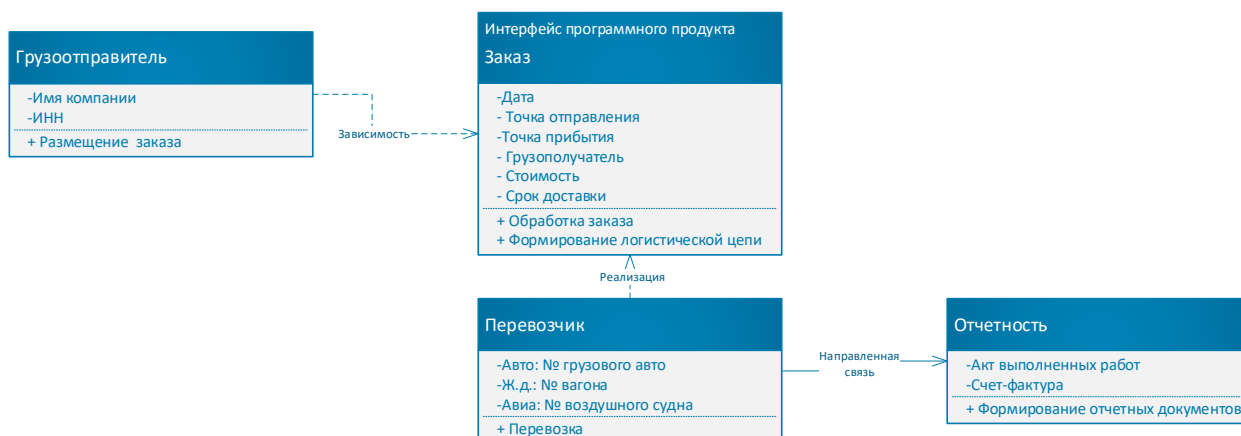 Грузоотправитель
-Имя компании
-ИНН
+ Размещение заказа
Зависимость
Интерфейс программного продукта
Заказ
-Дата
- Точка отправления
-Точка прибытия
- Грузополучатель
- Стоимость
- Срок доставки
+ Обработка заказа
+ Формирование логистической цепи
Реализация
Перевозчик
-Авто: № грузового авто
-Ж.д.: № вагона
-Авиа: № воздушного судна
+ Перевозка
Направленная
связь
Отчетность
-Акт выполненных работ
-Счет-фактура
+ Формирование отчетных документов